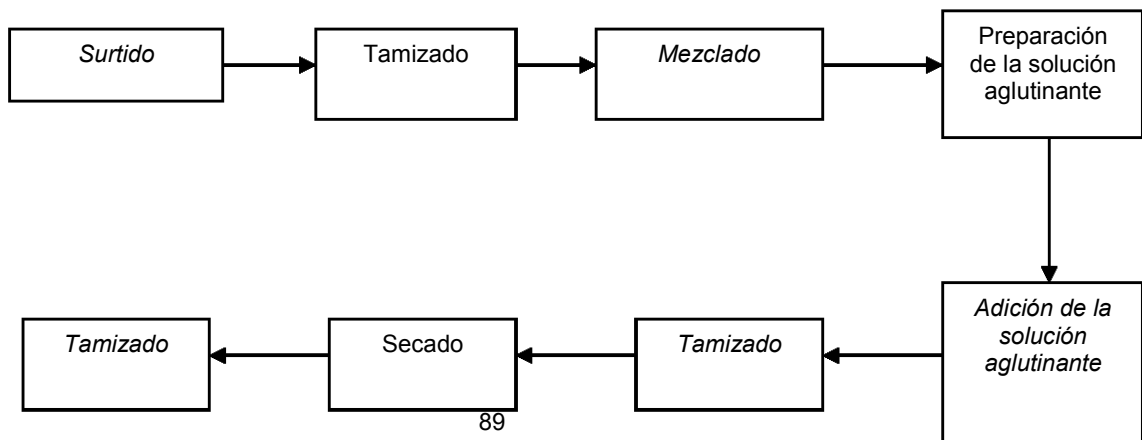 Surtido
Tamizado
Mezclado
Preparación
de la solución
aglutinante
Adición de la
solución
aglutinante
Tamizado
Secado
Tamizado
89